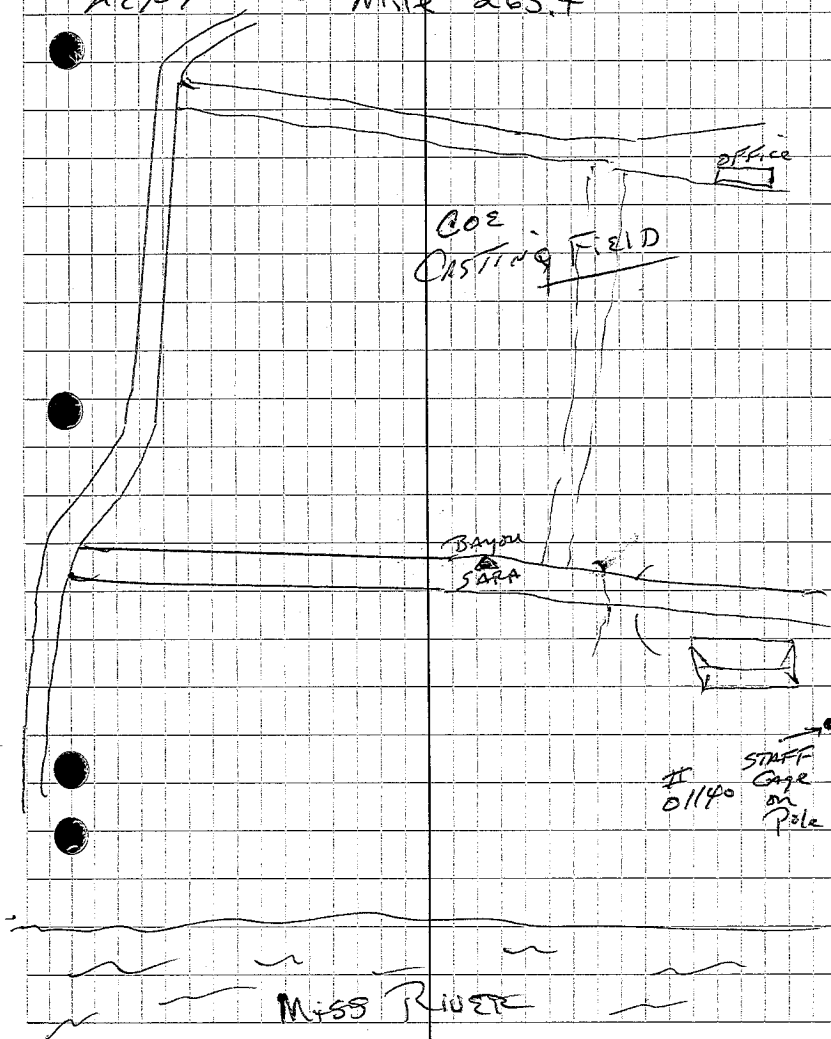 Mile 265.4
OFFice
COE
CASTING FIELD
BAYOU
SARA
STAFF
Gage
on
Pole
#
01140
Miss RIVER